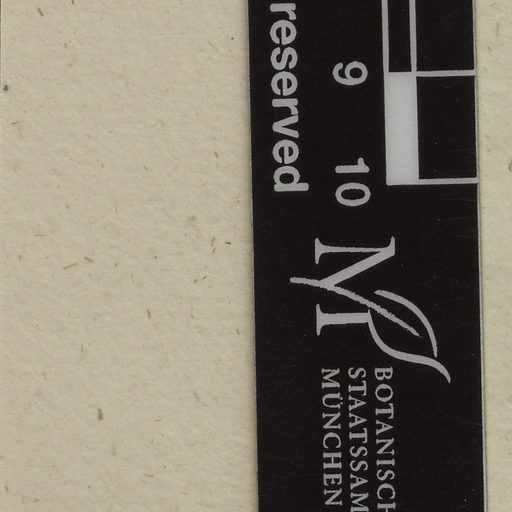 reserved
9 10
BOTANISCH
STAATSSAM
MÜNCHEN